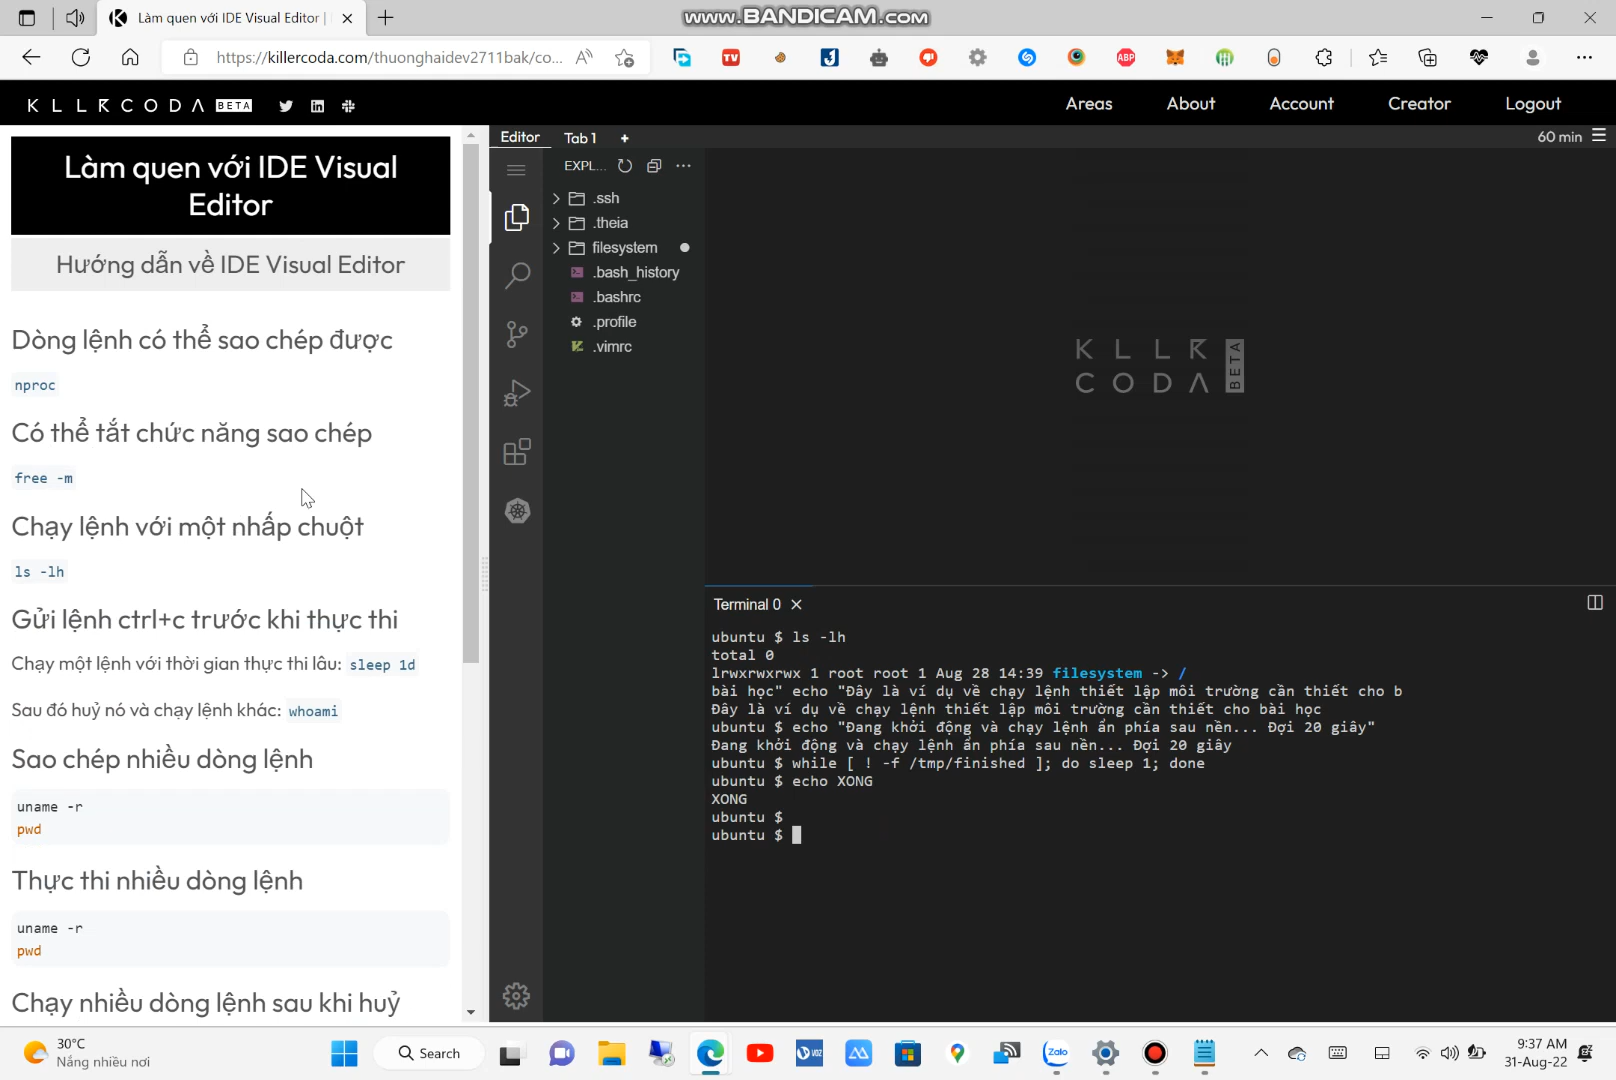 Làm quen với IDE Visual Editor |
www.BANDICAM.com
https://killercoda.com/thuonghaidev2711bak/co...
KLLRCODA BETA
Areas
About
Account
Creator
Logout
Làm quen với IDE Visual
Editor
Hướng dẫn về IDE Visual Editor
Dòng lệnh có thể sao chép được
nproc
Có thể tắt chức năng sao chép
free -m
Chạy lệnh với một nhấp chuột
ls -lh
Gửi lệnh ctrl+c trước khi thực thi
Chạy một lệnh với thời gian thực thi lâu: sleep 1d
Sau đó huỷ nó và chạy lệnh khác: whoami
Sao chép nhiều dòng lệnh
uname -r
pwd
Thực thi nhiều dòng lệnh
uname -r
pwd
Chạy nhiều dòng lệnh sau khi huỷ
Editor
Tab 1
+
60 min
EXPL...
.ssh
.theia
filesystem
.bash_history
.bashrc
.profile
.vimrc
KLLR
CODA BETA
Terminal 0
ubuntu $ ls -lh
total 0
lrwxrwxrwx 1 root root 1 Aug 28 14:39 filesystem -> /
bài học" echo "Đây là ví dụ về chạy lệnh thiết lập môi trường cần thiết cho b
Đây là ví dụ về chạy lệnh thiết lập môi trường cần thiết cho bài học
ubuntu $ echo "Đang khởi động và chạy lệnh ẩn phía sau nền... Đợi 20 giây"
Đang khởi động và chạy lệnh ẩn phía sau nền... Đợi 20 giây
ubuntu $ while [ ! -f /tmp/finished ]; do sleep 1; done
ubuntu $ echo XONG
XONG
ubuntu $
ubuntu $
30°C
Nắng nhiều nơi
Search
Zalo
9:37 AM
31-Aug-22